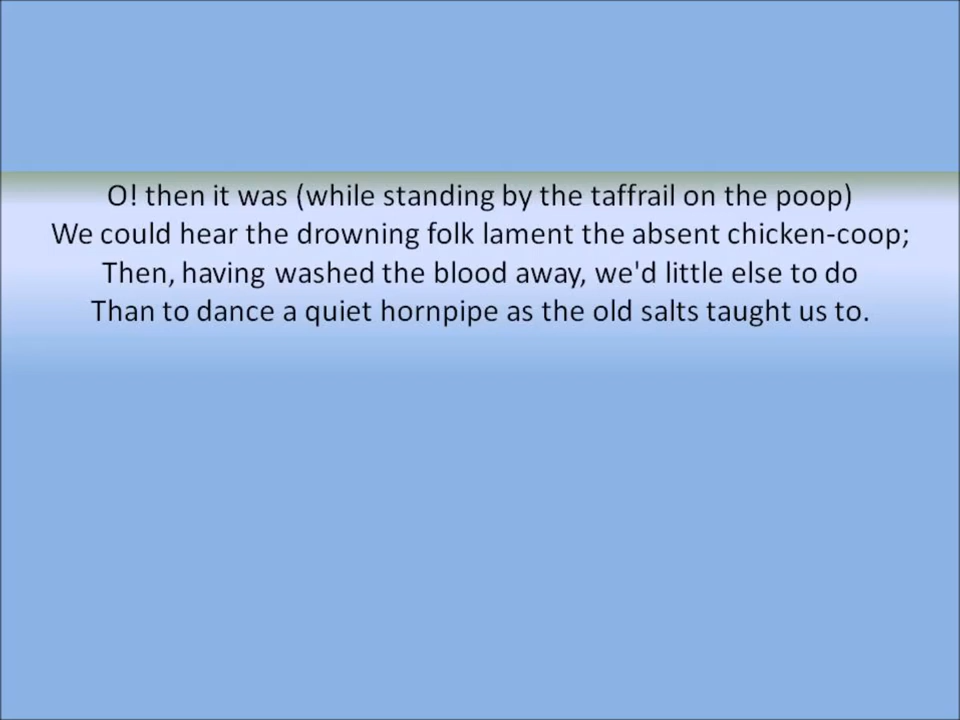 O! then it was (while standing by the taffrail on the poop)
We could hear the drowning folk lament the absent chicken-coop;
Then, having washed the blood away, we'd little else to do
Than to dance a quiet hornpipe as the old salts taught us to.